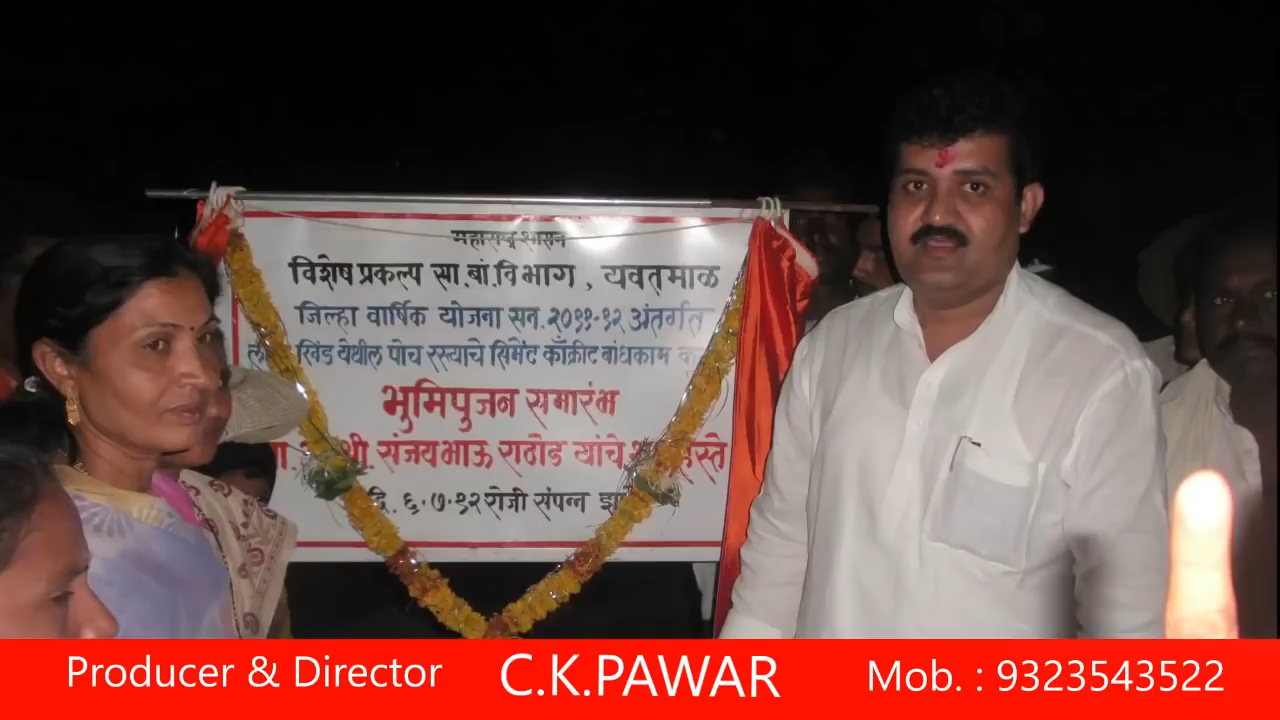 महाराष्ट्र शासन
विशेष प्रकल्प सा.बां.विभाग, यवतमाळ
जिल्हा वार्षिक योजना सन.२०११-१२ अंतर्गत
येथील पोच रस्त्याचे सिमेंट काँक्रीट बांधकाम
भुमिपुजन समारंभ
श्री संजयभाऊ राठोड यांचे
दि. ६.७.१२ रोजी संपन्न
Producer & Director C.K.PAWAR Mob. : 9323543522